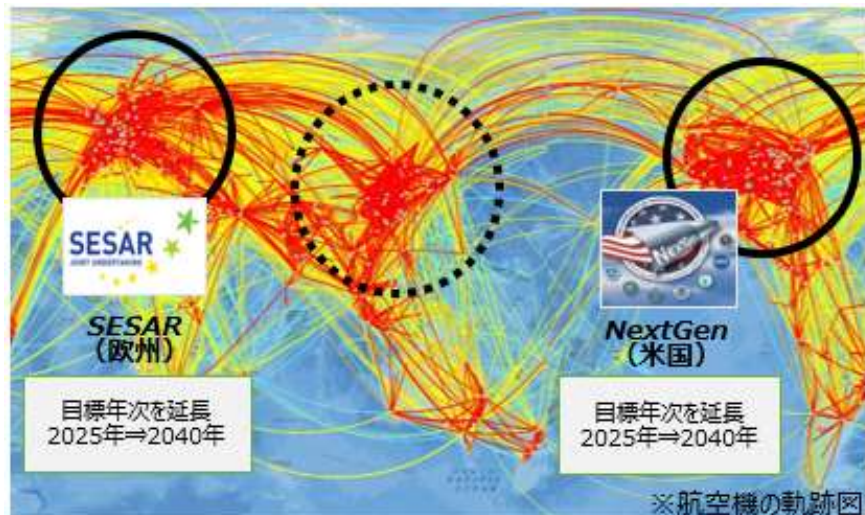 SESAR
JOINT UNDERTAKING
SESAR
(欧州)
目標年次を延長
2025年⇒2040年
NextGen
NextGen
(米国)
目標年次を延長
2025年⇒2040年
※航空機の軌跡図